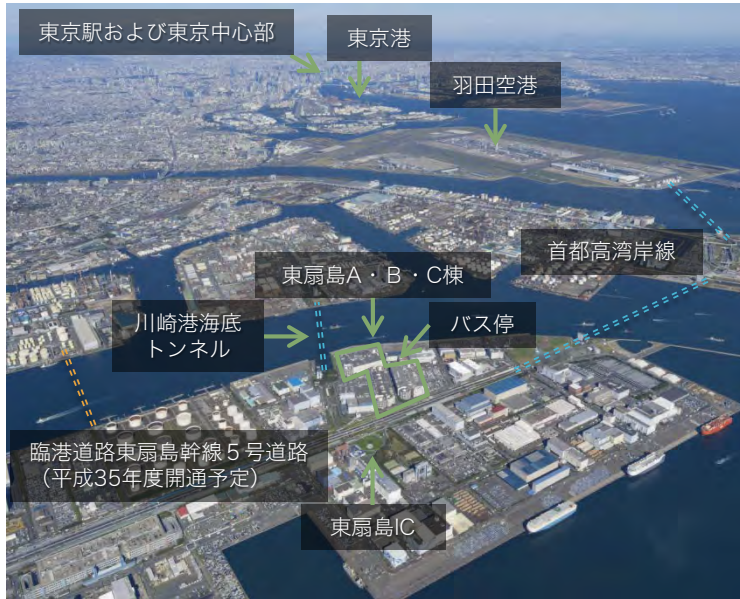 東京駅および東京中心部
東京港
羽田空港
首都高湾岸線
東扇島A・B・C棟
川崎港海底
トンネル
バス停
臨港道路東扇島幹線５号道路
（平成35年度開通予定）
東扇島IC